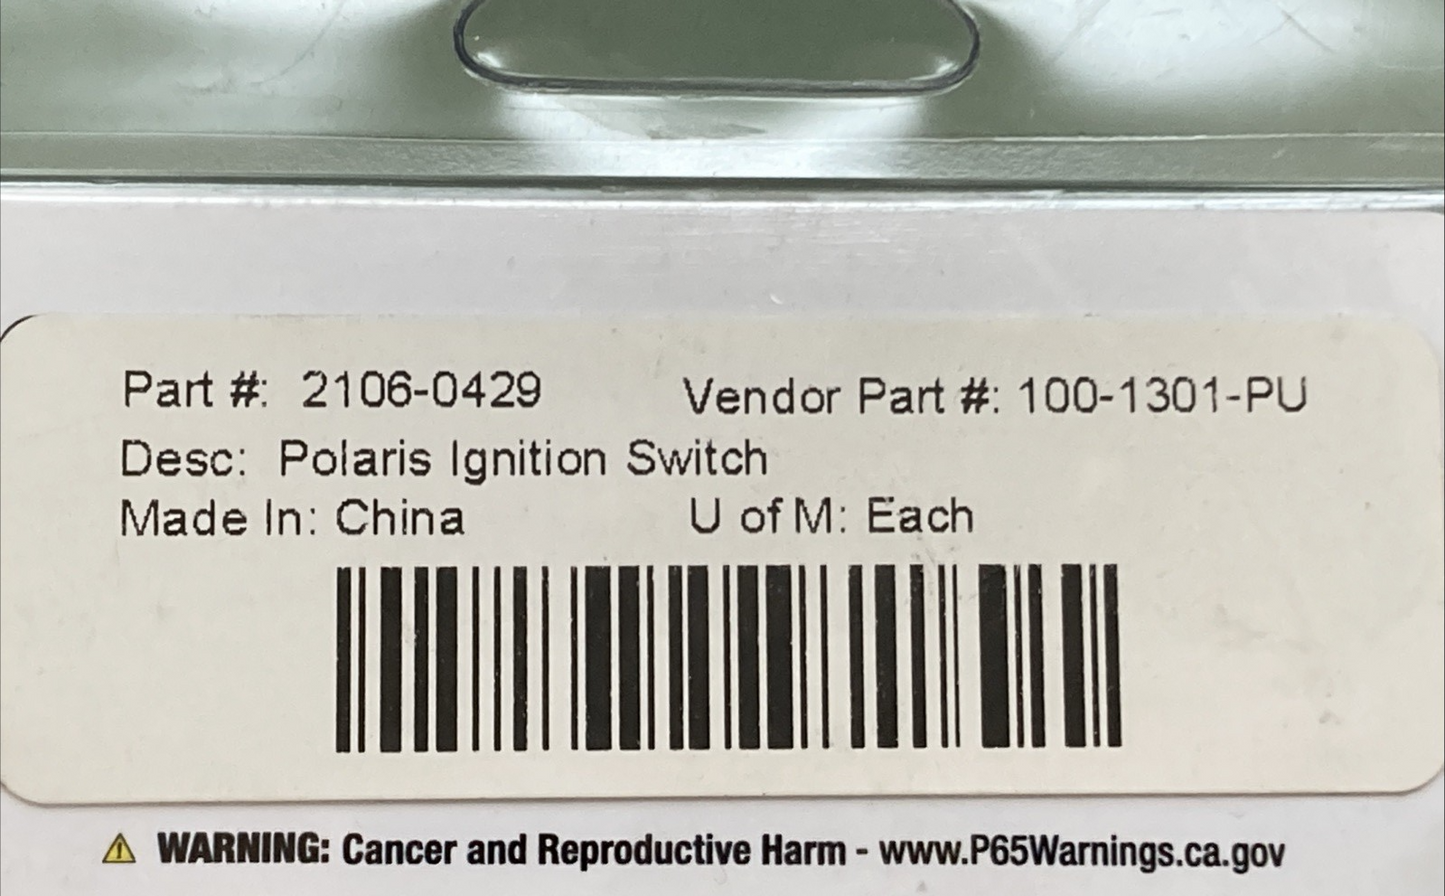 Part #: 2106-0429 Vendor Part #: 100-1301-PU
Desc: Polaris Ignition Switch
Made In: China U of M: Each
WARNING: Cancer and Reproductive Harm - www.P65Warnings.ca.gov